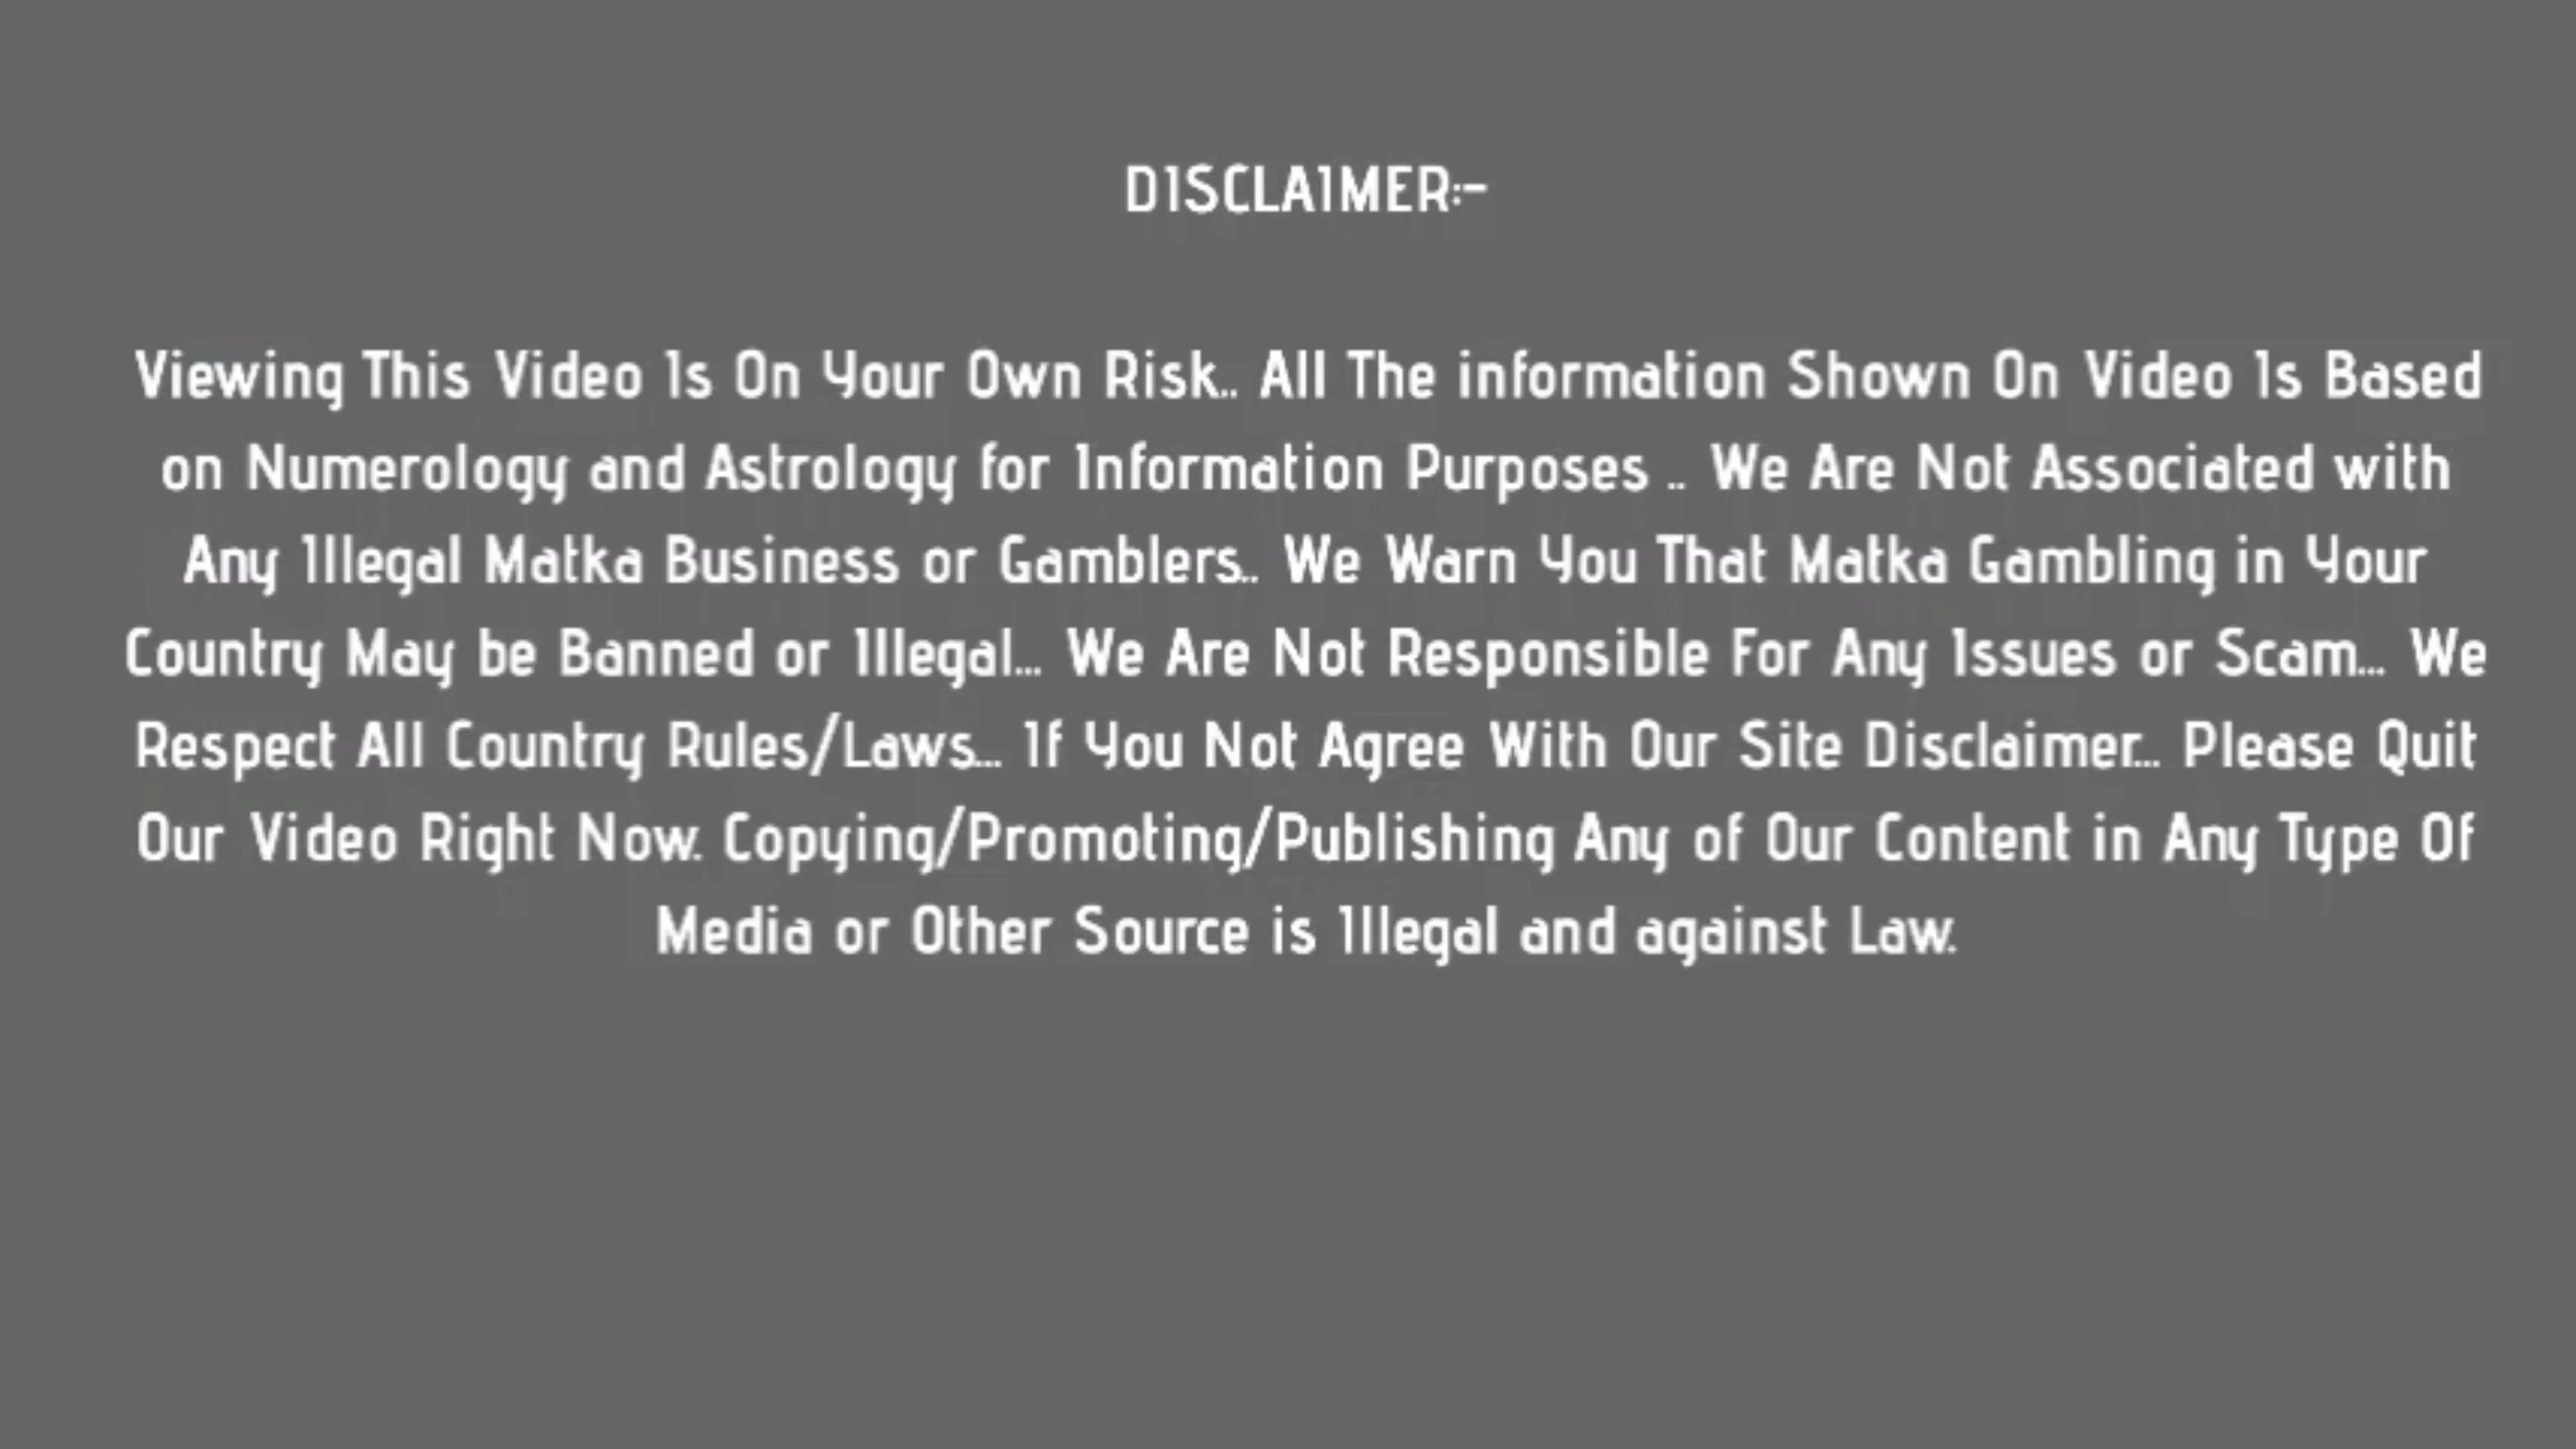 DISCLAIMER:-
Viewing This Video Is On Your Own Risk.. All The information Shown On Video Is Based
on Numerology and Astrology for Information Purposes .. We Are Not Associated with
Any Illegal Matka Business or Gamblers.. We Warn You That Matka Gambling in Your
Country May be Banned or Illegal... We Are Not Responsible For Any Issues or Scam... We
Respect All Country Rules/Laws... If You Not Agree With Our Site Disclaimer... Please Quit
Our Video Right Now. Copying/Promoting/Publishing Any of Our Content in Any Type Of
Media or Other Source is Illegal and against Law.